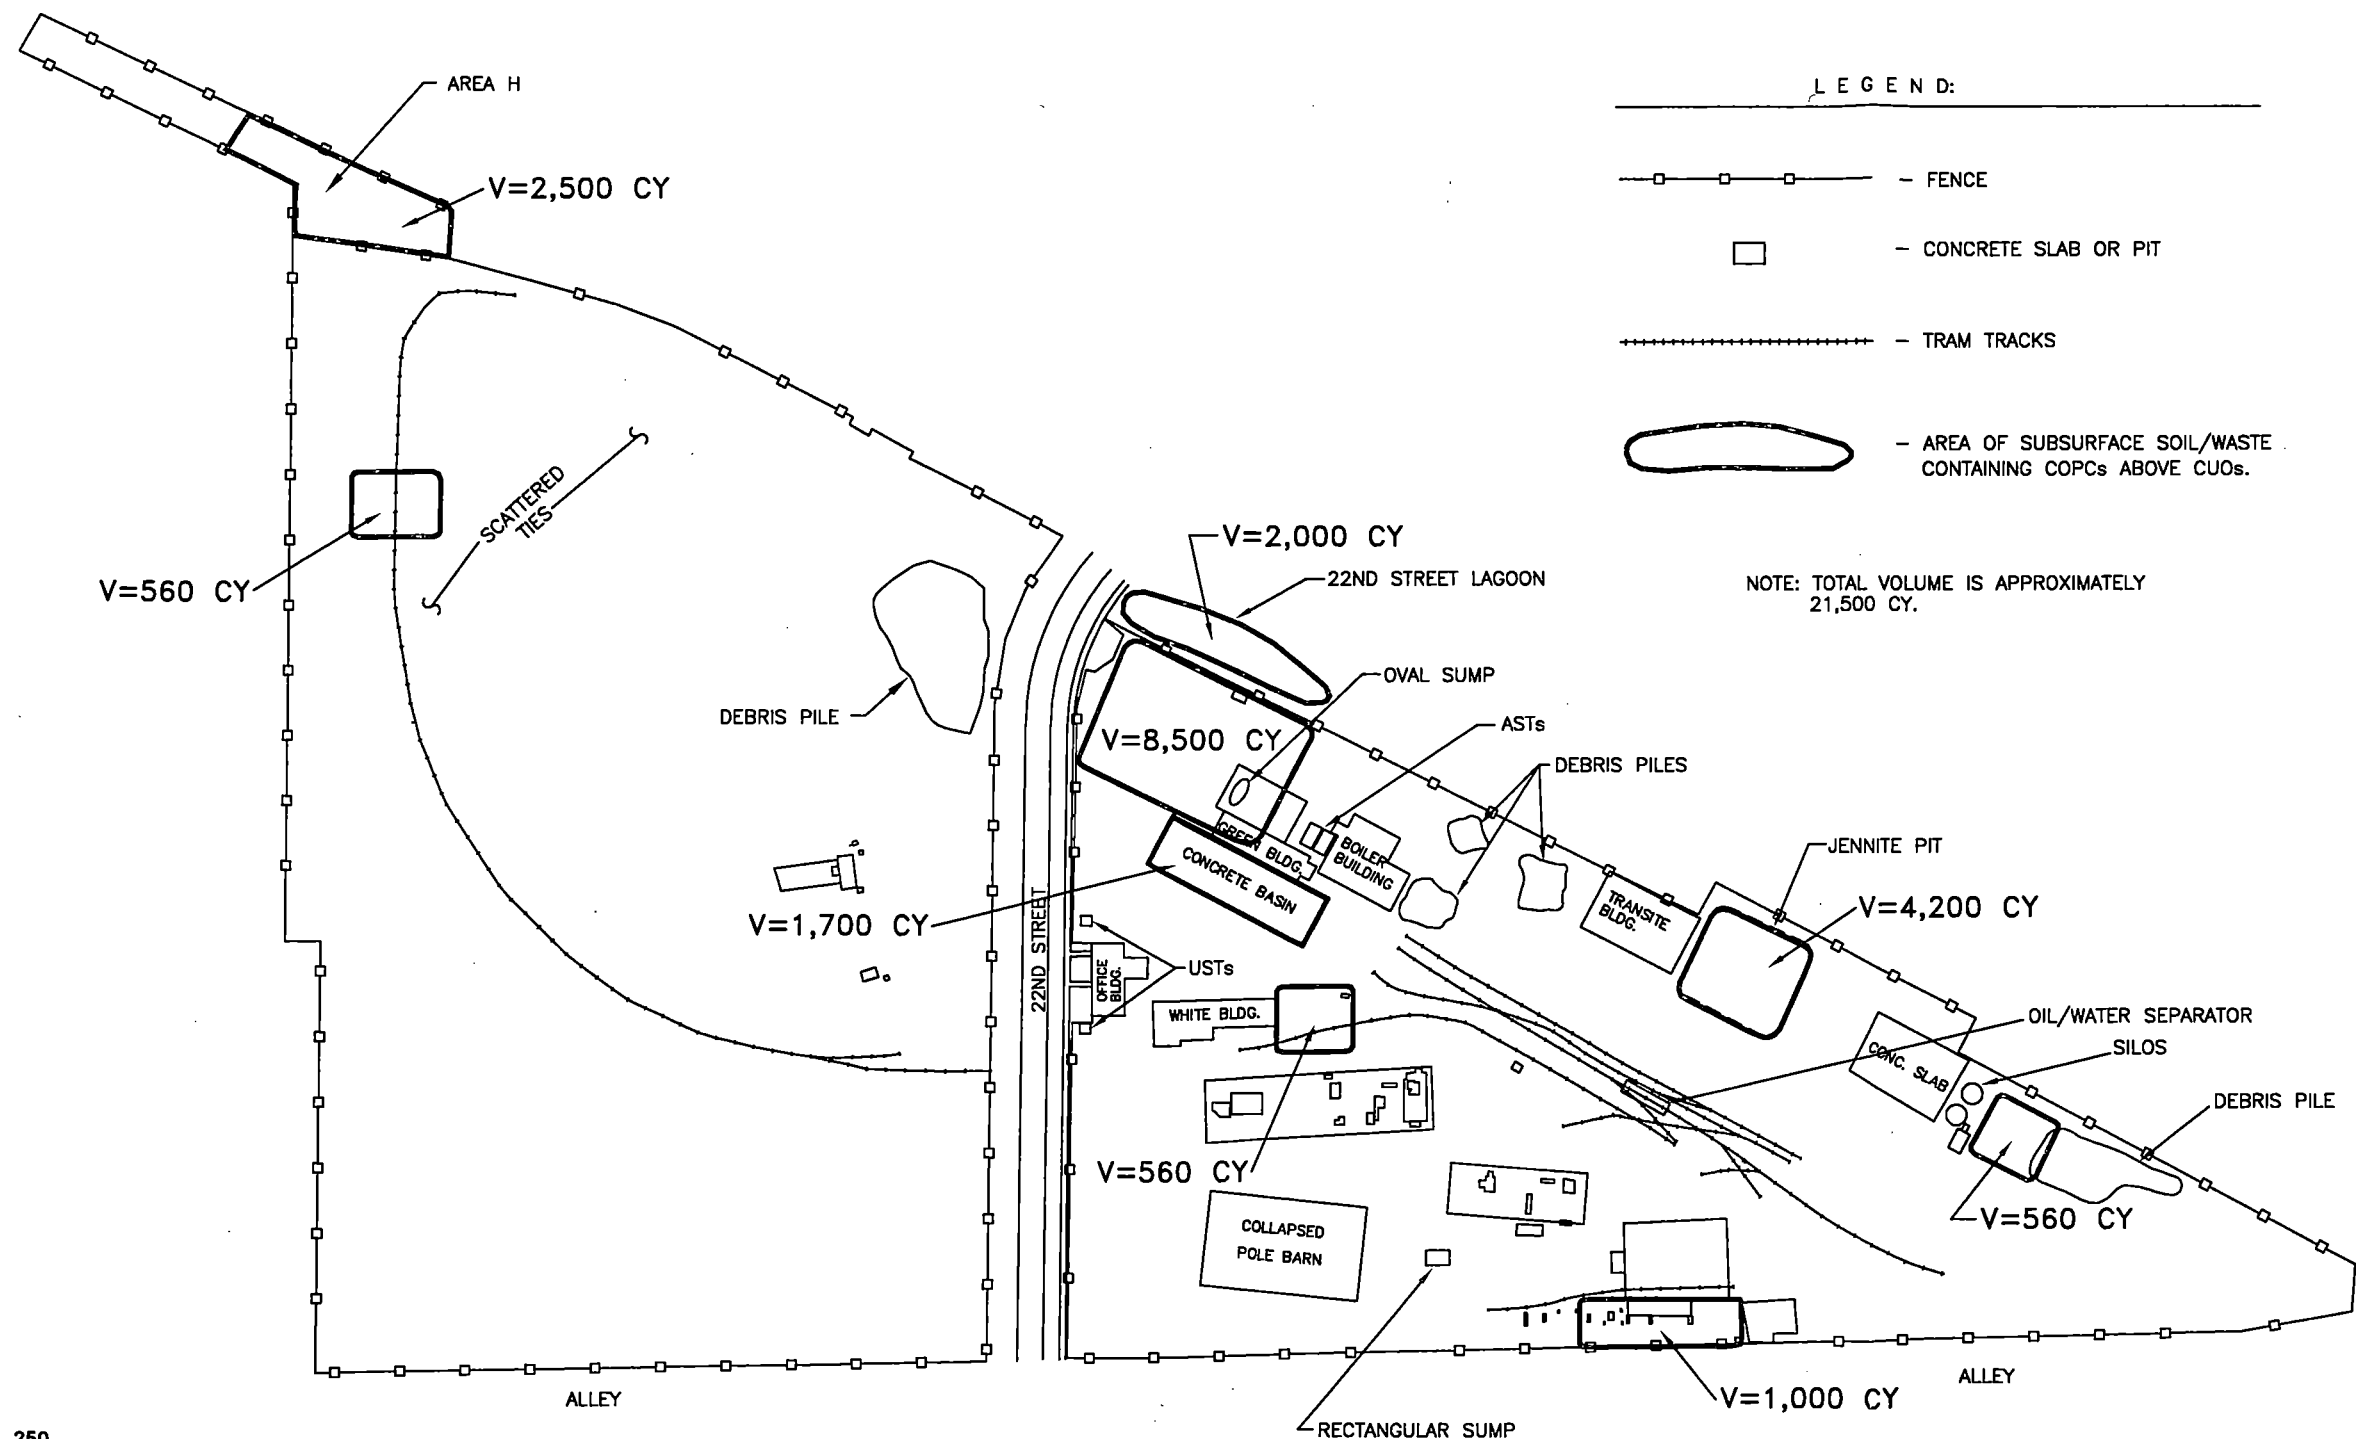 AREA H
V=2,500 CY
L E G E N D:
- FENCE
- CONCRETE SLAB OR PIT
- TRAM TRACKS
- AREA OF SUBSURFACE SOIL/WASTE
CONTAINING COPCs ABOVE CUOs.
NOTE: TOTAL VOLUME IS APPROXIMATELY
21,500 CY.
SCATTERED
TIES
V=560 CY
DEBRIS PILE
V=2,000 CY
22ND STREET LAGOON
OVAL SUMP
V=8,500 CY
ASTs
DEBRIS PILES
GREEN BLDG.
BOILER
BUILDING
CONCRETE BASIN
V=1,700 CY
TRANSITE
BLDG.
JENNITE PIT
V=4,200 CY
22ND STREET
OFFICE
BLDG.
USTs
WHITE BLDG.
OIL/WATER SEPARATOR
SILOS
CONC. SLAB
DEBRIS PILE
V=560 CY
V=560 CY
COLLAPSED
POLE BARN
RECTANGULAR SUMP
V=1,000 CY
ALLEY
ALLEY
250